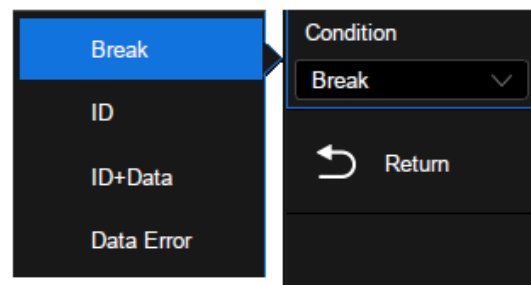 Break
ID
ID+Data
Data Error
Condition
Break
Return